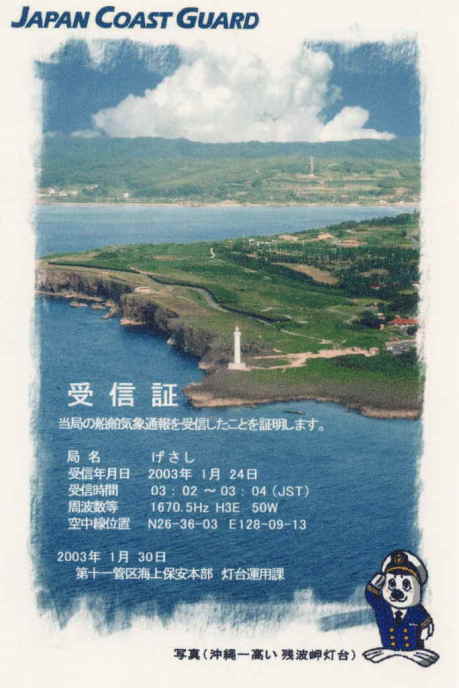 JAPAN COAST GUARD
受信証
当局の船舶気象通報を受信したことを証明します。
局名 げさし
受信年月日 2003年 1月 24日
受信時間 03:02～03:04(JST)
周波数等 1670.5Hz H3E 50W
空中線位置 N26-36-03 E128-09-13
2003年 1月 30日
第十一管区海上保安本部 灯台運用課
写真(沖縄一高い 残波岬灯台)